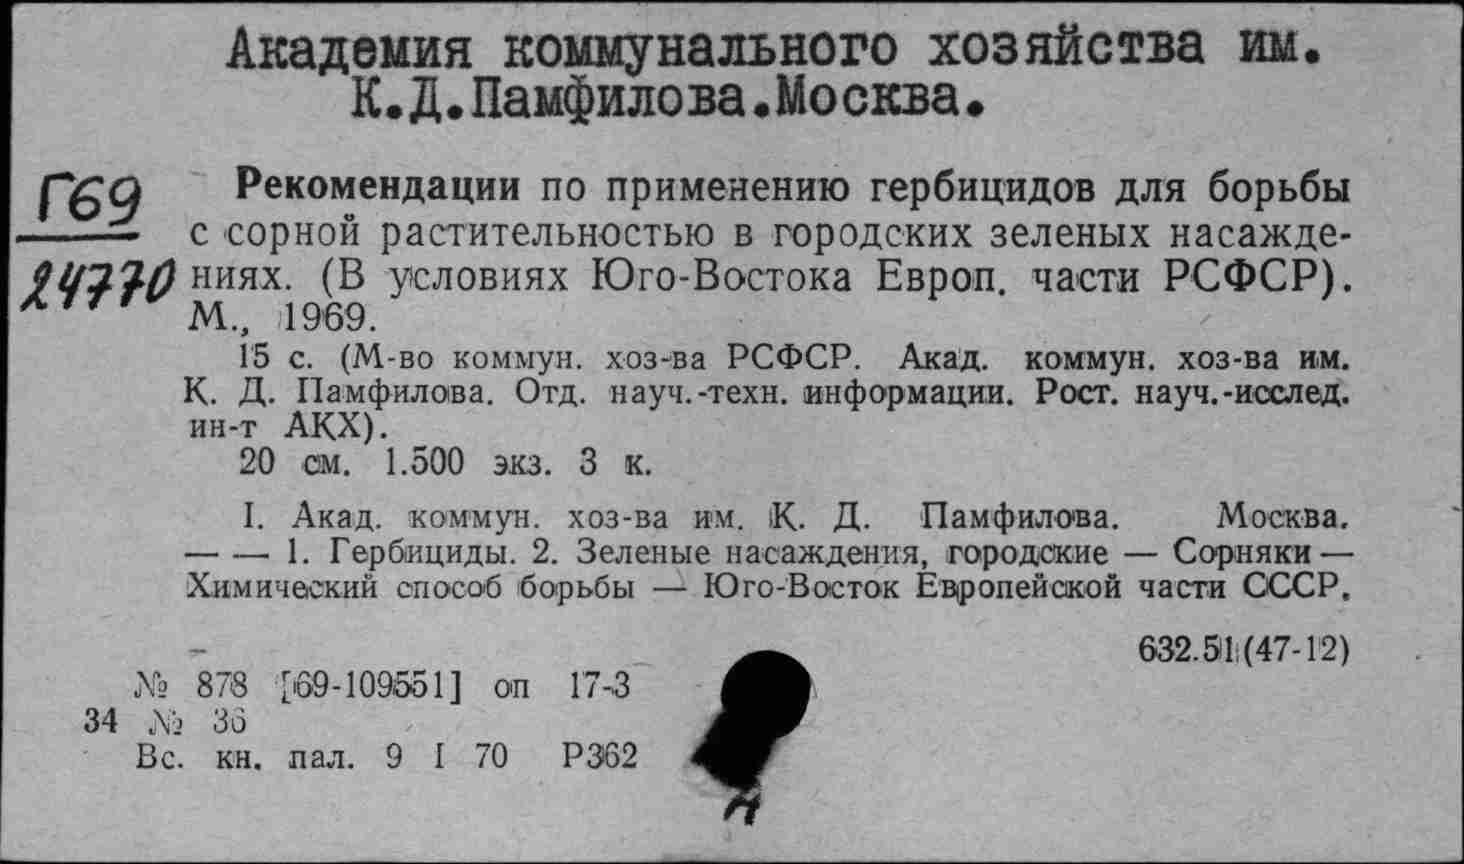 Академия коммунального хозяйства им.
К.Д.Памфилова.Москва.
Г69
24770
Рекомендации по применению гербицидов для борьбы
с сорной растительностью в городских зеленых насажде-
ниях. (В условиях Юго-Востока Европ. части РСФСР).
М., 1969.
15 с. (М-во коммун. хоз-ва РСФСР. Акад. коммун. хоз-ва им.
К. Д. Памфилова. Отд. науч.-техн. информации. Рост. науч.-исслед.
ин-т АКХ).
20 см. 1.500 экз. 3 к.
I. Акад. коммун. хоз-ва им. К. Д. Памфилова. Москва.
— — 1. Гербициды. 2. Зеленые насаждения, городские — Сорняки —
Химический способ борьбы — Юго-Восток Европейской части СССР.
632.51(47-12)
№ 878 [69-109551] оп 17-3
34 № 36
Вс. кн. пал. 9 I 70 Р362